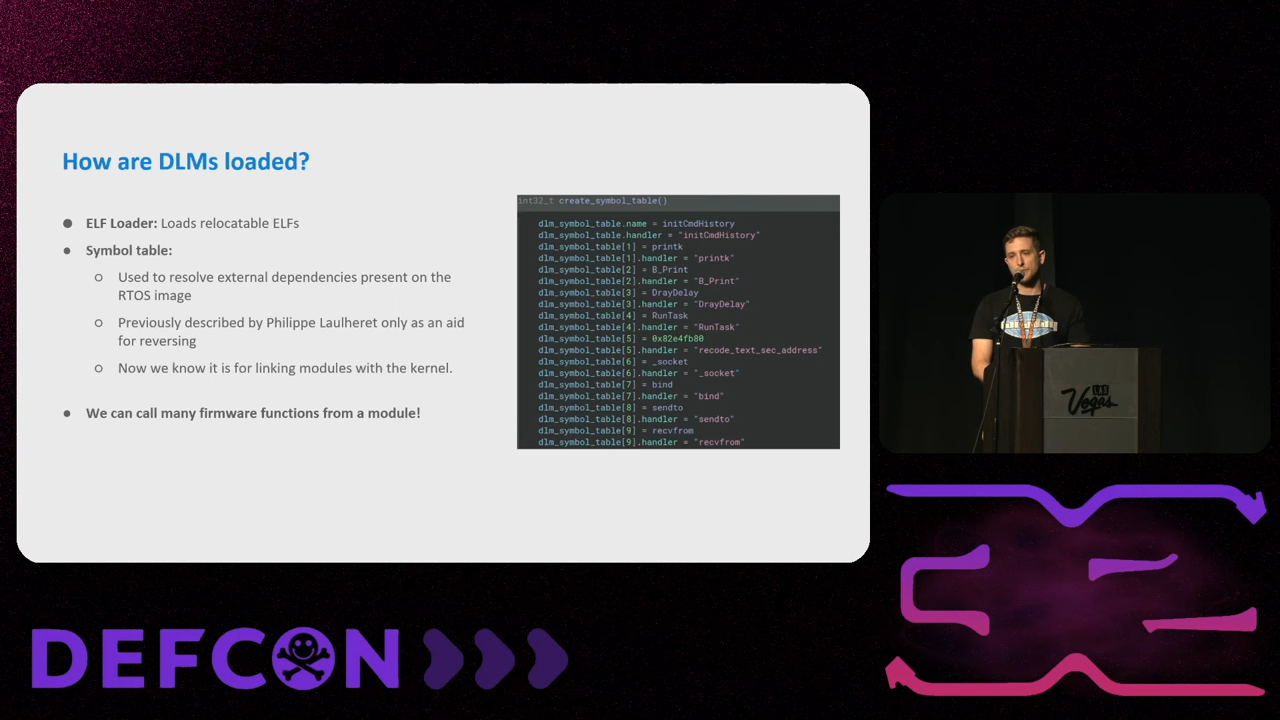 How are DLMs loaded?
● ELF Loader: Loads relocatable ELFs
● Symbol table:
○ Used to resolve external dependencies present on the
RTOS image
○ Previously described by Philippe Laulheret only as an aid
for reversing
○ Now we know it is for linking modules with the kernel.
● We can call many firmware functions from a module!
int32_t create_symbol_table()
dlm_symbol_table.name = initCmdHistory
dlm_symbol_table.handler = "initCmdHistory"
dlm_symbol_table[1] = printk
dlm_symbol_table[1].handler = "printk"
dlm_symbol_table[2] = B_Print
dlm_symbol_table[2].handler = "B_Print"
dlm_symbol_table[3] = DrayDelay
dlm_symbol_table[3].handler = "DrayDelay"
dlm_symbol_table[4] = RunTask
dlm_symbol_table[4].handler = "RunTask"
dlm_symbol_table[5] = 0x82e4fb80
dlm_symbol_table[5].handler = "recode_text_sec_address"
dlm_symbol_table[6] = _socket
dlm_symbol_table[6].handler = "_socket"
dlm_symbol_table[7] = bind
dlm_symbol_table[7].handler = "bind"
dlm_symbol_table[8] = sendto
dlm_symbol_table[8].handler = "sendto"
dlm_symbol_table[9] = recvfrom
dlm_symbol_table[9].handler = "recvfrom"
LAS
Vegas
DEFCON